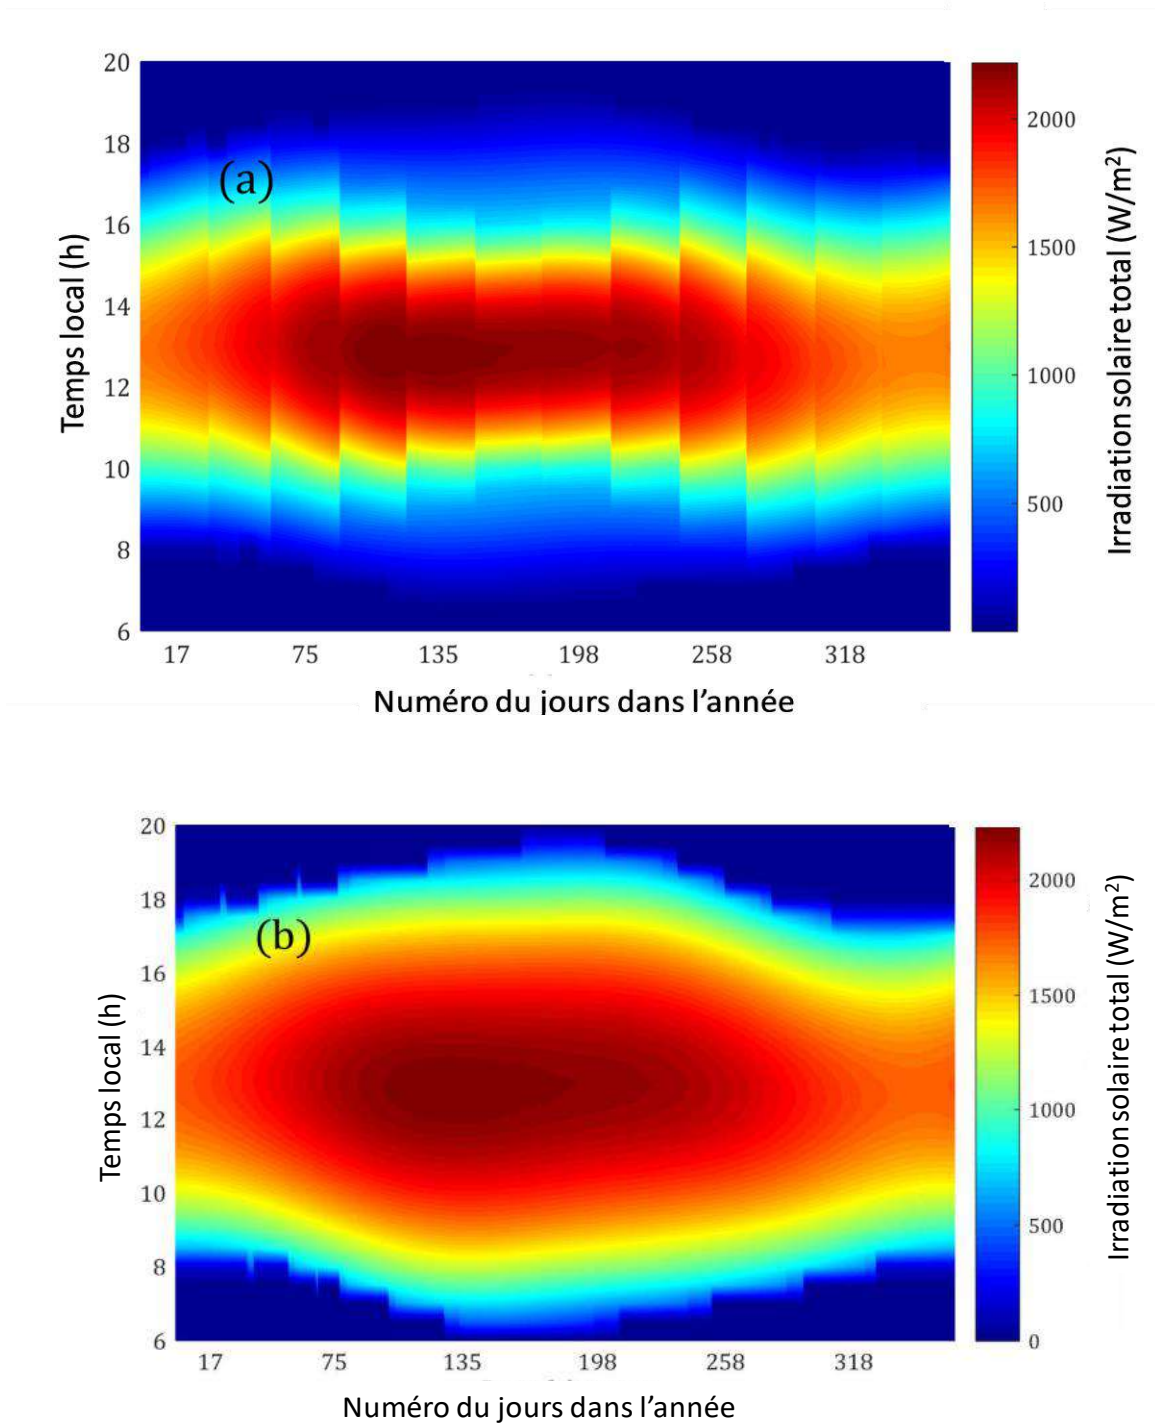 20
18
16
14
12
10
8
6
(a)
Temps local (h)
17 75 135 198 258 318
Numéro du jours dans l'année
2000
1500
1000
500
Irradiation solaire total (W/m²)
20
18
16
14
12
10
8
6
(b)
Temps local (h)
17 75 135 198 258 318
Numéro du jours dans l'année
2000
1500
1000
500
0
Irradiation solaire total (W/m²)